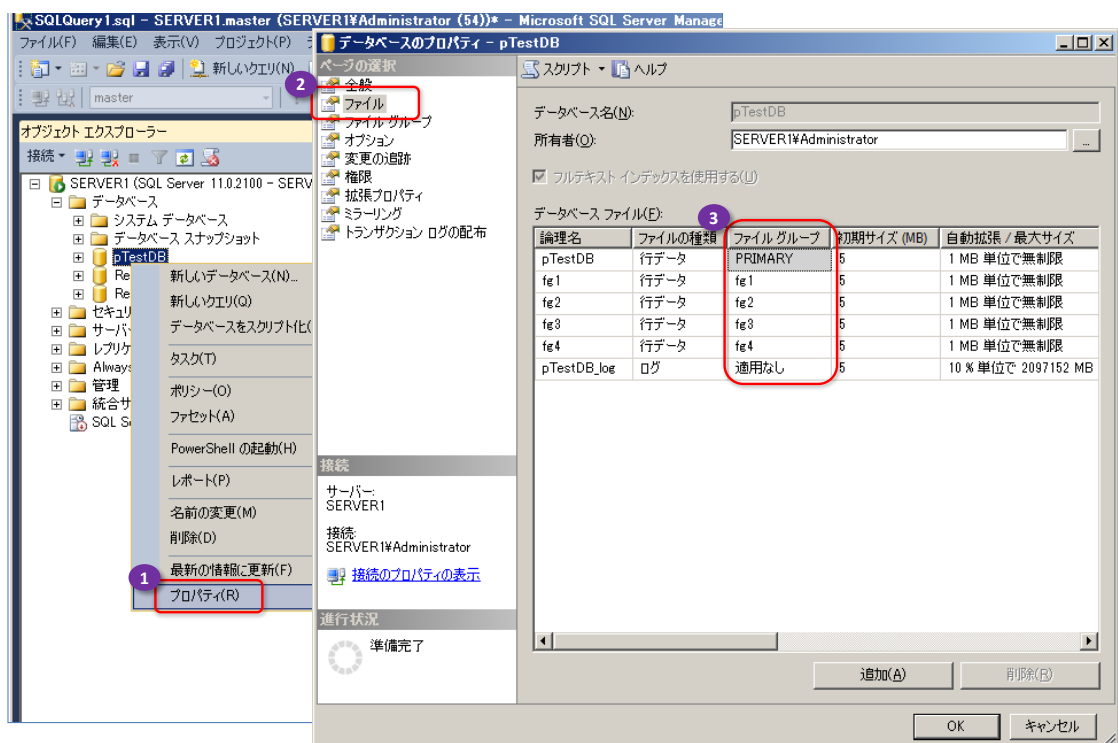 SQLQuery1.sql - SERVER1.master (SERVER1¥Administrator (54))* - Microsoft SQL Server Manage
ファイル(F) 編集(E) 表示(V) プロジェクト(P)
新しいクエリ(N)
master
オブジェクト エクスプローラー
接続
SERVER1 (SQL Server 11.0.2100 - SERV
データベース
システム データベース
データベース スナップショット
pTestDB
Re
Re
セキュリ
サーバー
レプリケ
Always
管理
統合サ
SQL S
新しいデータベース(N)...
新しいクエリ(Q)
データベースをスクリプト化(
タスク(T)
ポリシー(O)
ファセット(A)
PowerShell の起動(H)
レポート(P)
名前の変更(M)
削除(D)
最新の情報に更新(F)
1
プロパティ(R)
データベースのプロパティ - pTestDB
ページの選択
2
全般
ファイル
ファイル グループ
オプション
変更の追跡
権限
拡張プロパティ
ミラーリング
トランザクション ログの配布
接続
サーバー:
SERVER1
接続:
SERVER1¥Administrator
接続のプロパティの表示
進行状況
準備完了
スクリプト ヘルプ
データベース名(N): pTestDB
所有者(O): SERVER1¥Administrator ...
フルテキスト インデックスを使用する(U)
データベース ファイル(F):
3
論理名 ファイルの種類 ファイル グループ 初期サイズ (MB) 自動拡張 / 最大サイズ
pTestDB 行データ PRIMARY 5 1 MB 単位で無制限
fg1 行データ fg1 5 1 MB 単位で無制限
fg2 行データ fg2 5 1 MB 単位で無制限
fg3 行データ fg3 5 1 MB 単位で無制限
fg4 行データ fg4 5 1 MB 単位で無制限
pTestDB_log ログ 適用なし 5 10 % 単位で 2097152 MB
追加(A) 削除(R)
OK キャンセル